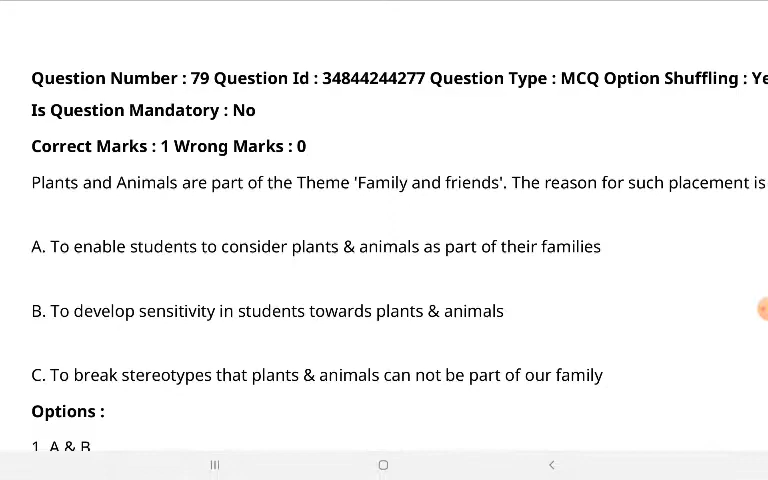 Question Number : 79 Question Id : 34844244277 Question Type : MCQ Option Shuffling : Ye
Is Question Mandatory : No
Correct Marks : 1 Wrong Marks : 0
Plants and Animals are part of the Theme 'Family and friends'. The reason for such placement is
A. To enable students to consider plants & animals as part of their families
B. To develop sensitivity in students towards plants & animals
C. To break stereotypes that plants & animals can not be part of our family
Options :
1. A & B